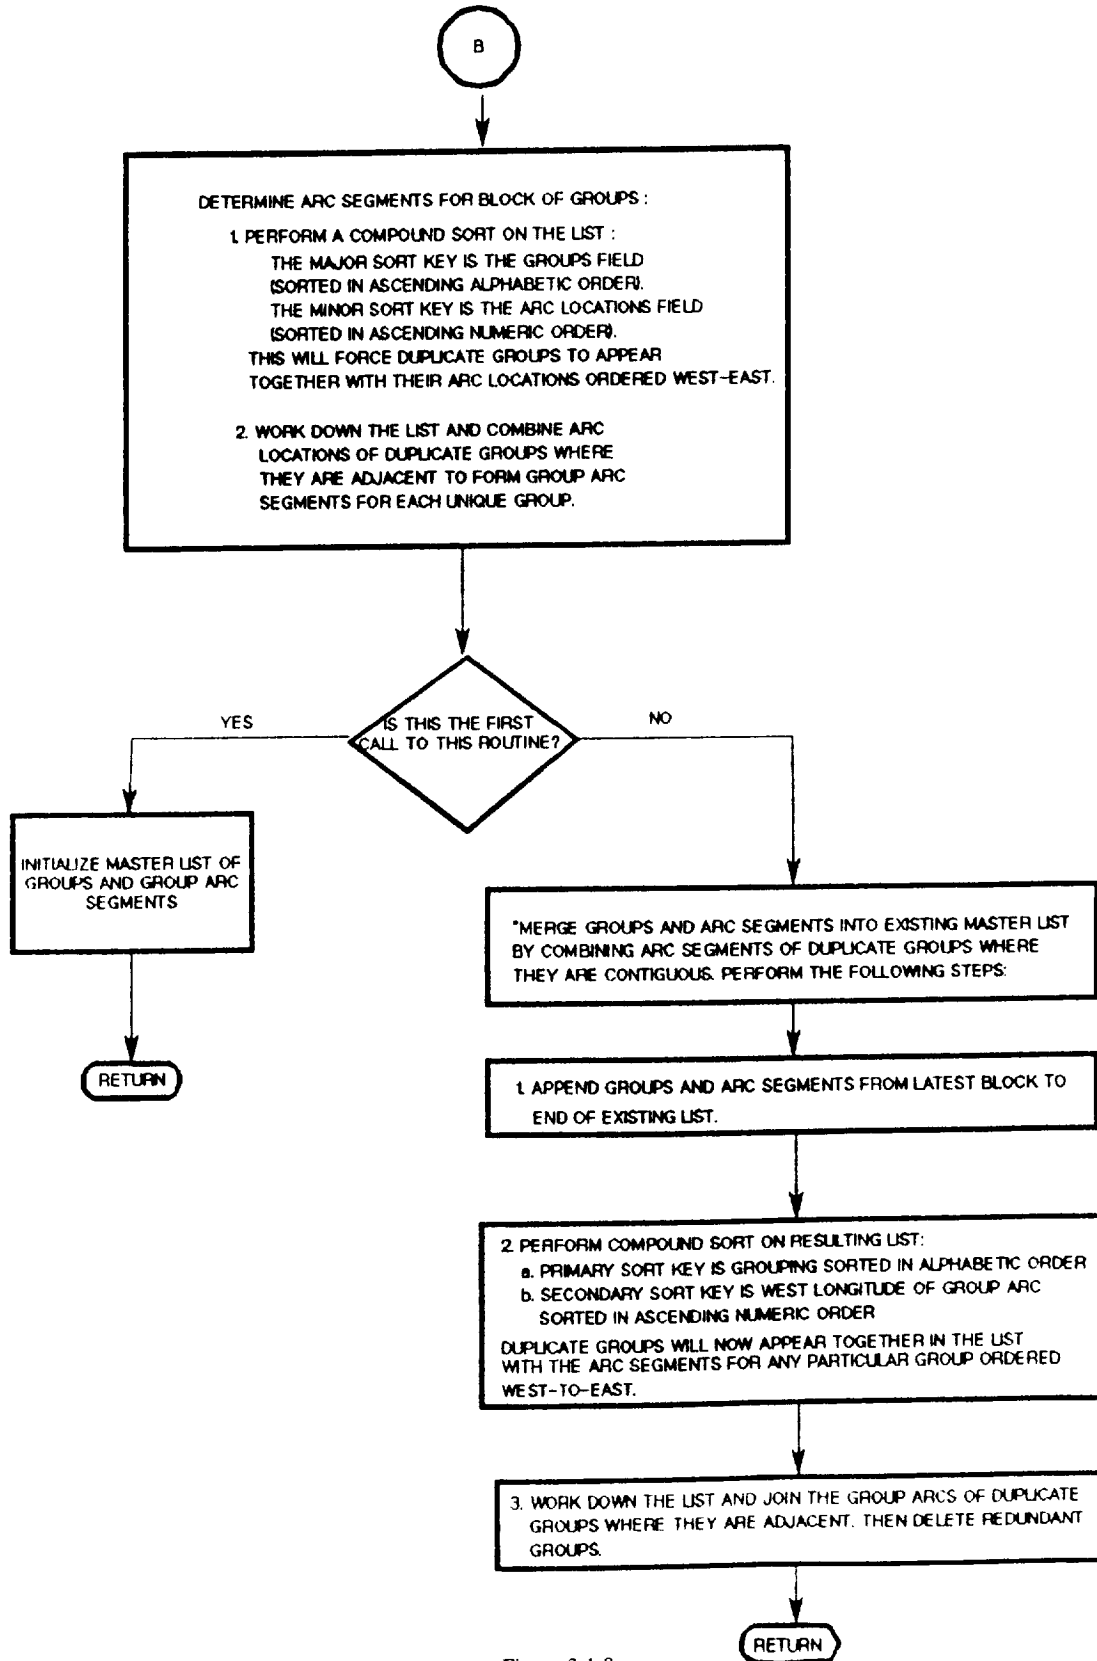 B
DETERMINE ARC SEGMENTS FOR BLOCK OF GROUPS :
1. PERFORM A COMPOUND SORT ON THE LIST :
THE MAJOR SORT KEY IS THE GROUPS FIELD
(SORTED IN ASCENDING ALPHABETIC ORDER).
THE MINOR SORT KEY IS THE ARC LOCATIONS FIELD
(SORTED IN ASCENDING NUMERIC ORDER).
THIS WILL FORCE DUPLICATE GROUPS TO APPEAR
TOGETHER WITH THEIR ARC LOCATIONS ORDERED WEST-EAST.
2. WORK DOWN THE LIST AND COMBINE ARC
LOCATIONS OF DUPLICATE GROUPS WHERE
THEY ARE ADJACENT TO FORM GROUP ARC
SEGMENTS FOR EACH UNIQUE GROUP.
IS THIS THE FIRST
CALL TO THIS ROUTINE?
YES
NO
INITIALIZE MASTER LIST OF
GROUPS AND GROUP ARC
SEGMENTS
RETURN
*MERGE GROUPS AND ARC SEGMENTS INTO EXISTING MASTER LIST
BY COMBINING ARC SEGMENTS OF DUPLICATE GROUPS WHERE
THEY ARE CONTIGUOUS. PERFORM THE FOLLOWING STEPS:
1. APPEND GROUPS AND ARC SEGMENTS FROM LATEST BLOCK TO
END OF EXISTING LIST.
2. PERFORM COMPOUND SORT ON RESULTING LIST:
a. PRIMARY SORT KEY IS GROUPING SORTED IN ALPHABETIC ORDER
b. SECONDARY SORT KEY IS WEST LONGITUDE OF GROUP ARC
SORTED IN ASCENDING NUMERIC ORDER
DUPLICATE GROUPS WILL NOW APPEAR TOGETHER IN THE LIST
WITH THE ARC SEGMENTS FOR ANY PARTICULAR GROUP ORDERED
WEST-TO-EAST.
3. WORK DOWN THE LIST AND JOIN THE GROUP ARCS OF DUPLICATE
GROUPS WHERE THEY ARE ADJACENT. THEN DELETE REDUNDANT
GROUPS.
RETURN